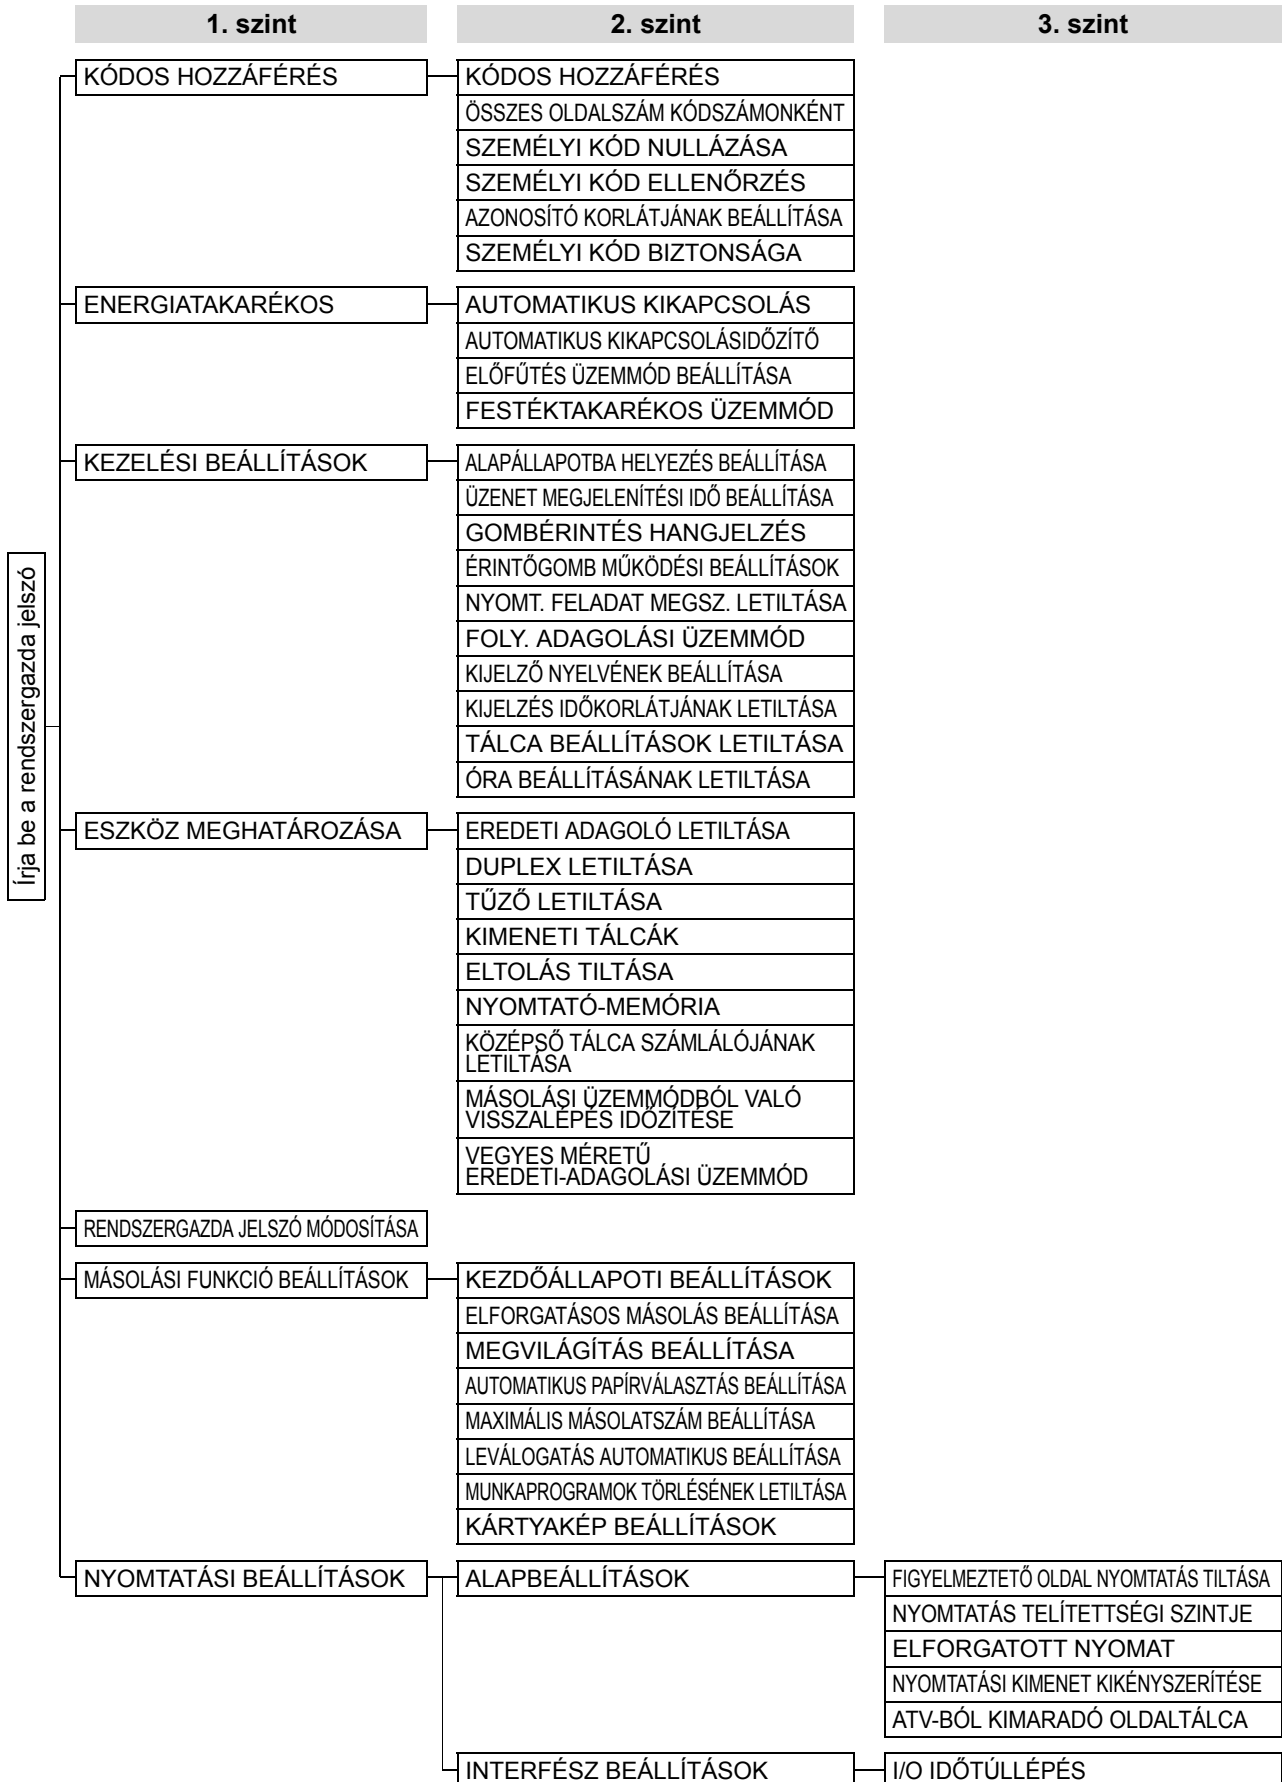 1. szint
2. szint
3. szint
Írja be a rendszergazda jelszó
KÓDOS HOZZÁFÉRÉS
KÓDOS HOZZÁFÉRÉS
ÖSSZES OLDALSZÁM KÓDSZÁMONKÉNT
SZEMÉLYI KÓD NULLÁZÁSA
SZEMÉLYI KÓD ELLENŐRZÉS
AZONOSÍTÓ KORLÁTJÁNAK BEÁLLÍTÁSA
SZEMÉLYI KÓD BIZTONSÁGA
ENERGIATAKARÉKOS
AUTOMATIKUS KIKAPCSOLÁS
AUTOMATIKUS KIKAPCSOLÁSIDŐZÍTŐ
ELŐFŰTÉS ÜZEMMÓD BEÁLLÍTÁSA
FESTÉKTAKARÉKOS ÜZEMMÓD
KEZELÉSI BEÁLLÍTÁSOK
ALAPÁLLAPOTBA HELYEZÉS BEÁLLÍTÁSA
ÜZENET MEGJELENÍTÉSI IDŐ BEÁLLÍTÁSA
GOMBÉRINTÉS HANGJELZÉS
ÉRINTŐGOMB MŰKÖDÉSI BEÁLLÍTÁSOK
NYOMT. FELADAT MEGSZ. LETILTÁSA
FOLY. ADAGOLÁSI ÜZEMMÓD
KIJELZŐ NYELVÉNEK BEÁLLÍTÁSA
KIJELZÉS IDŐKORLÁTJÁNAK LETILTÁSA
TÁLCA BEÁLLÍTÁSOK LETILTÁSA
ÓRA BEÁLLÍTÁSÁNAK LETILTÁSA
ESZKÖZ MEGHATÁROZÁSA
EREDETI ADAGOLÓ LETILTÁSA
DUPLEX LETILTÁSA
TŰZŐ LETILTÁSA
KIMENETI TÁLCÁK
ELTOLÁS TILTÁSA
NYOMTATÓ-MEMÓRIA
KÖZÉPSŐ TÁLCA SZÁMLÁLÓJÁNAK
LETILTÁSA
MÁSOLÁSI ÜZEMMÓDBÓL VALÓ
VISSZALÉPÉS IDŐZÍTÉSE
VEGYES MÉRETŰ
EREDETI-ADAGOLÁSI ÜZEMMÓD
RENDSZERGAZDA JELSZÓ MÓDOSÍTÁSA
MÁSOLÁSI FUNKCIÓ BEÁLLÍTÁSOK
KEZDŐÁLLAPOTI BEÁLLÍTÁSOK
ELFORGATÁSOS MÁSOLÁS BEÁLLÍTÁSA
MEGVILÁGÍTÁS BEÁLLÍTÁSA
AUTOMATIKUS PAPÍRVÁLASZTÁS BEÁLLÍTÁSA
MAXIMÁLIS MÁSOLATSZÁM BEÁLLÍTÁSA
LEVÁLOGATÁS AUTOMATIKUS BEÁLLÍTÁSA
MUNKAPROGRAMOK TÖRLÉSÉNEK LETILTÁSA
KÁRTYAKÉP BEÁLLÍTÁSOK
NYOMTATÁSI BEÁLLÍTÁSOK
ALAPBEÁLLÍTÁSOK
FIGYELMEZTETŐ OLDAL NYOMTATÁS TILTÁSA
NYOMTATÁS TELÍTETTSÉGI SZINTJE
ELFORGATOTT NYOMAT
NYOMTATÁSI KIMENET KIKÉNYSZERÍTÉSE
ATV-BÓL KIMARADÓ OLDALTÁLCA
INTERFÉSZ BEÁLLÍTÁSOK
I/O IDŐTÚLLÉPÉS